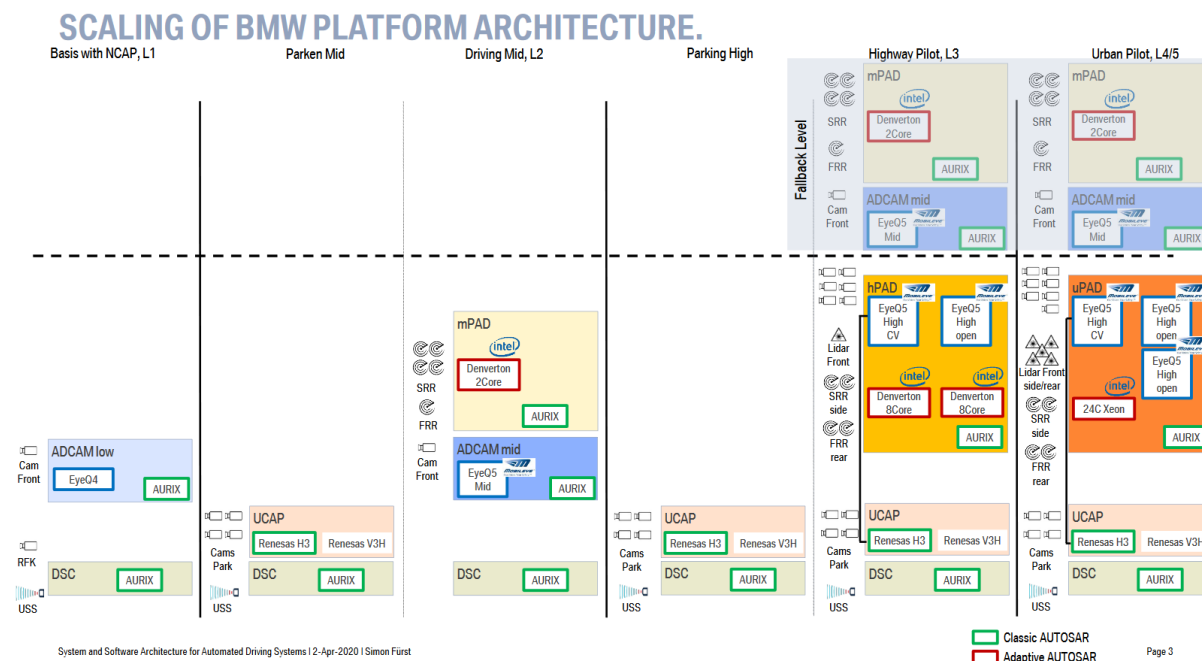 SCALING OF BMW PLATFORM ARCHITECTURE.
Basis with NCAP, L1
Parken Mid
Driving Mid, L2
Parking High
Highway Pilot, L3
Urban Pilot, L4/5
Fallback Level
SRR
FRR
Cam
Front
mPAD
intel
Denverton
2Core
AURIX
ADCAM mid
EyeQ5
Mid
MOBILEYE
AURIX
SRR
FRR
Cam
Front
mPAD
intel
Denverton
2Core
AURIX
ADCAM mid
EyeQ5
Mid
MOBILEYE
AURIX
Cam
Front
ADCAM low
EyeQ4
AURIX
RFK
USS
DSC
AURIX
Cams
Park
USS
UCAP
Renesas H3
Renesas V3H
DSC
AURIX
SRR
FRR
Cam
Front
mPAD
intel
Denverton
2Core
AURIX
ADCAM mid
EyeQ5
Mid
MOBILEYE
AURIX
DSC
AURIX
Cams
Park
USS
UCAP
Renesas H3
Renesas V3H
DSC
AURIX
Lidar
Front
SRR
side
FRR
rear
hPAD
MOBILEYE
MOBILEYE
EyeQ5
High
CV
EyeQ5
High
open
intel
intel
Denverton
8Core
Denverton
8Core
AURIX
Cams
Park
USS
UCAP
Renesas H3
Renesas V3H
DSC
AURIX
Lidar Front
side/rear
SRR
side
FRR
rear
uPAD
MOBILEYE
MOBILEYE
EyeQ5
High
CV
EyeQ5
High
open
MOBILEYE
EyeQ5
High
open
intel
24C Xeon
AURIX
Cams
Park
USS
UCAP
Renesas H3
Renesas V3H
DSC
AURIX
Classic AUTOSAR
Adaptive AUTOSAR
System and Software Architecture for Automated Driving Systems I 2-Apr-2020 I Simon Fürst
Page 3